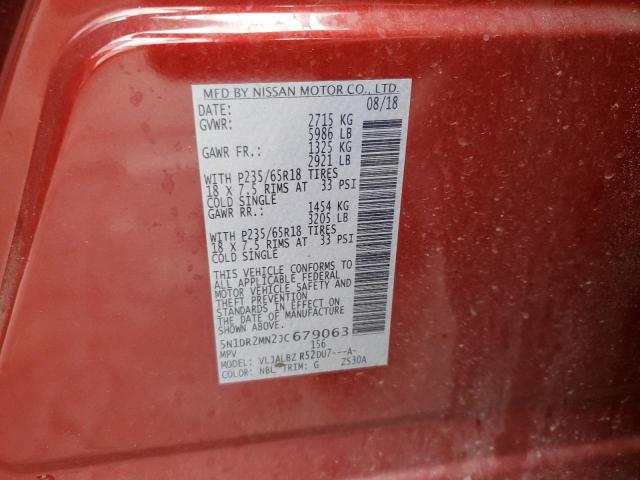 MFD BY NISSAN MOTOR CO., LTD.
DATE: 08/18
GVWR: 2715 KG
5986 LB
GAWR FR.: 1325 KG
2921 LB
WITH P235/65R18 TIRES
18 X 7.5 RIMS AT 33 PSI
COLD SINGLE
GAWR RR.: 1454 KG
3205 LB
WITH P235/65R18 TIRES
18 X 7.5 RIMS AT 33 PSI
COLD SINGLE
THIS VEHICLE CONFORMS TO
ALL APPLICABLE FEDERAL
MOTOR VEHICLE SAFETY AND
THEFT PREVENTION
STANDARDS IN EFFECT ON
THE DATE OF MANUFACTURE
SHOWN ABOVE.
5N1DR2MN2JC679063
MPV 156
MODEL: VLJALBZ R52DU7---A-
COLOR: NBL TRIM: G ZS30A